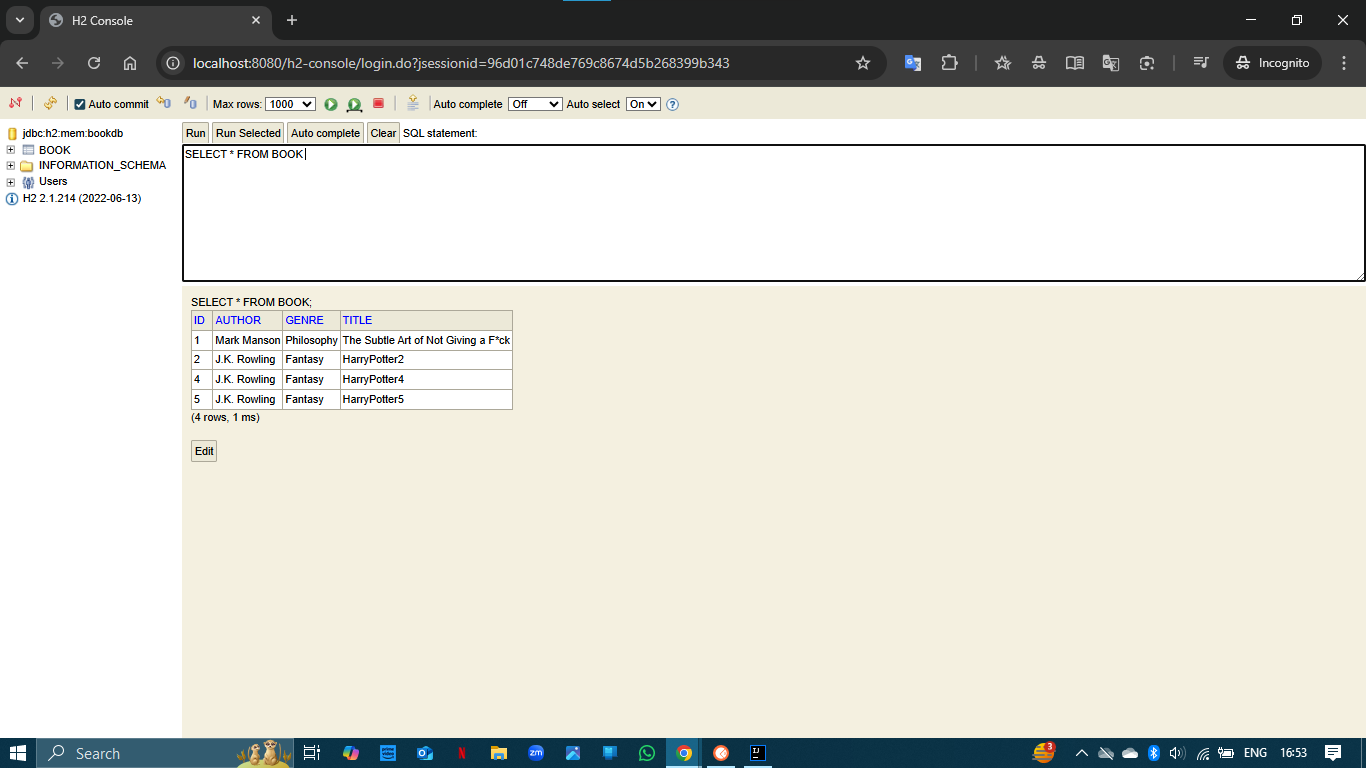 H2 Console
localhost:8080/h2-console/login.do?jsessionid=96d01c748de769c8674d5b268399b343
Incognito
Auto commit Max rows: 1000 Auto complete Off Auto select On
jdbc:h2:mem:bookdb
BOOK
INFORMATION_SCHEMA
Users
H2 2.1.214 (2022-06-13)
Run Run Selected Auto complete Clear SQL statement:
SELECT * FROM BOOK
SELECT * FROM BOOK;
ID AUTHOR GENRE TITLE
1 Mark Manson Philosophy The Subtle Art of Not Giving a F*ck
2 J.K. Rowling Fantasy HarryPotter2
4 J.K. Rowling Fantasy HarryPotter4
5 J.K. Rowling Fantasy HarryPotter5
(4 rows, 1 ms)
Edit
Search zm 3 ENG 16:53